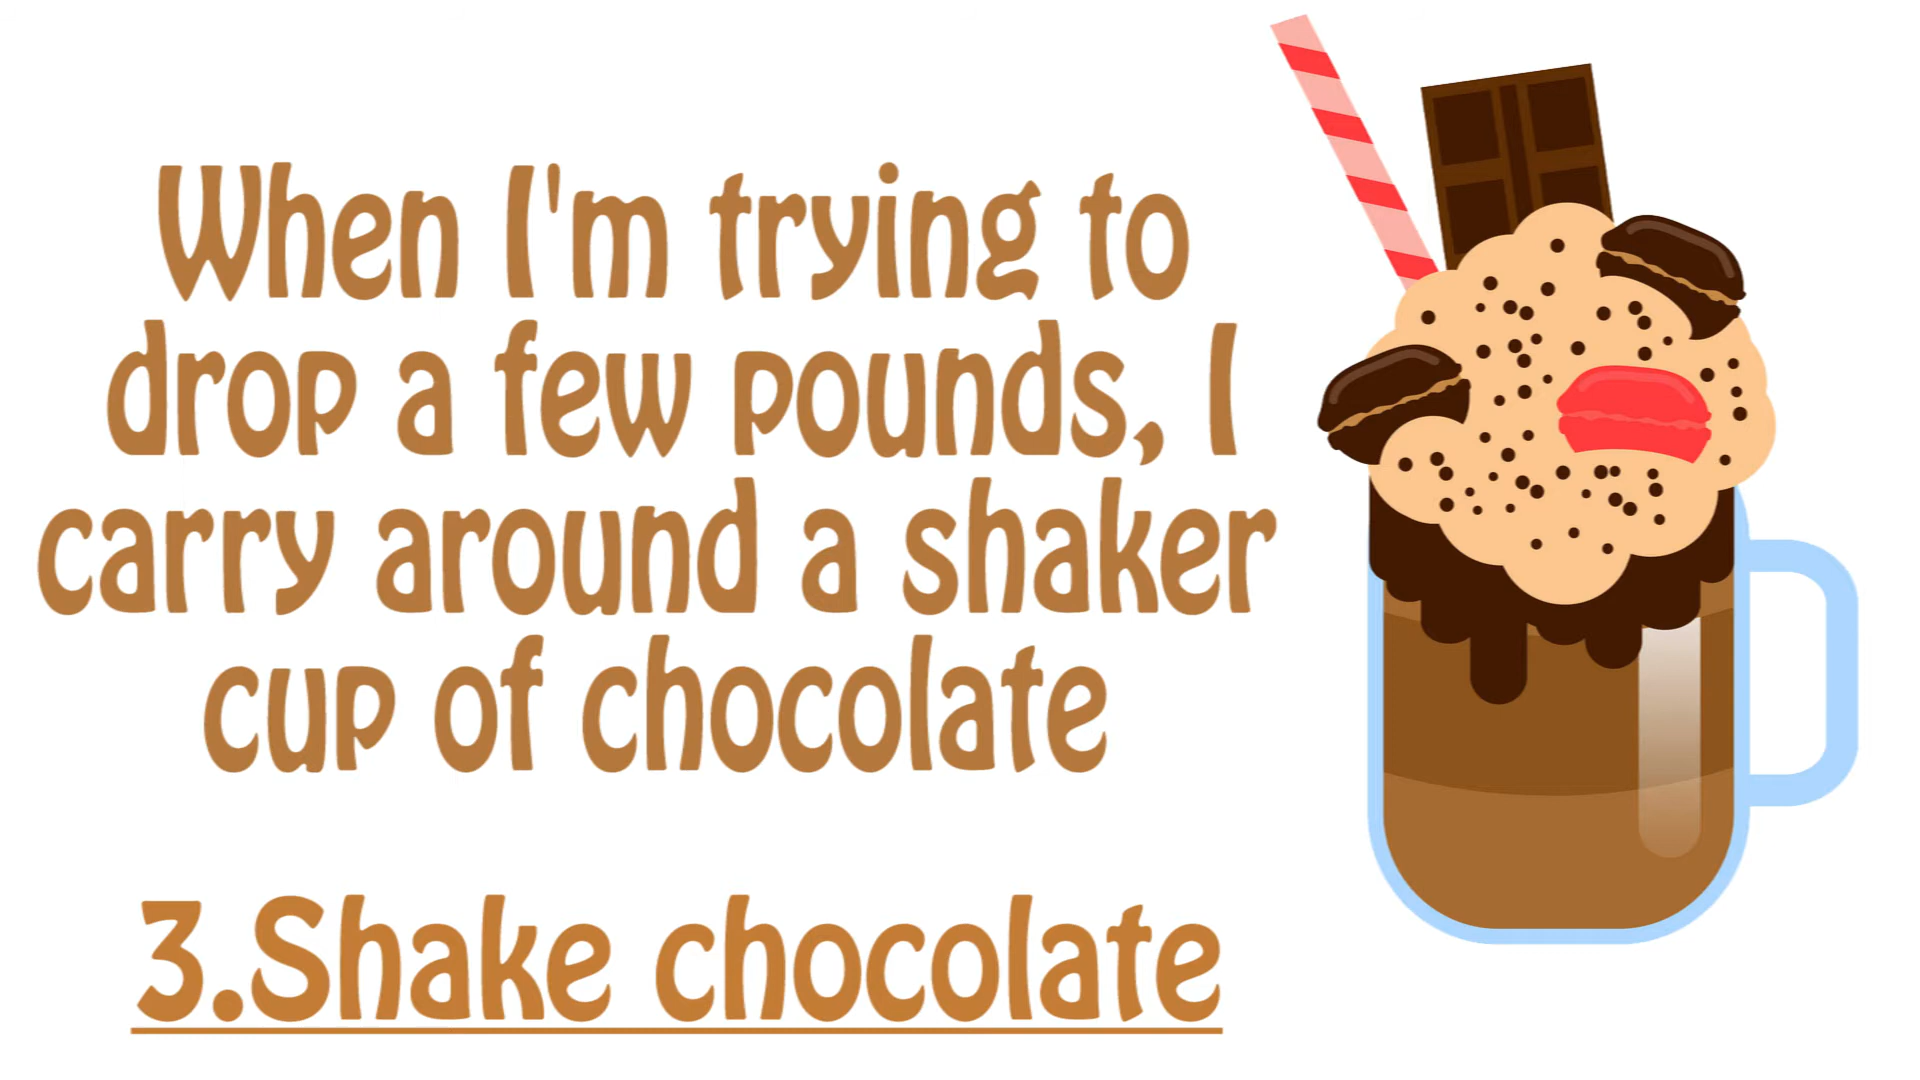 When I'm trying to
drop a few pounds, I
carry around a shaker
cup of chocolate
3.Shake chocolate